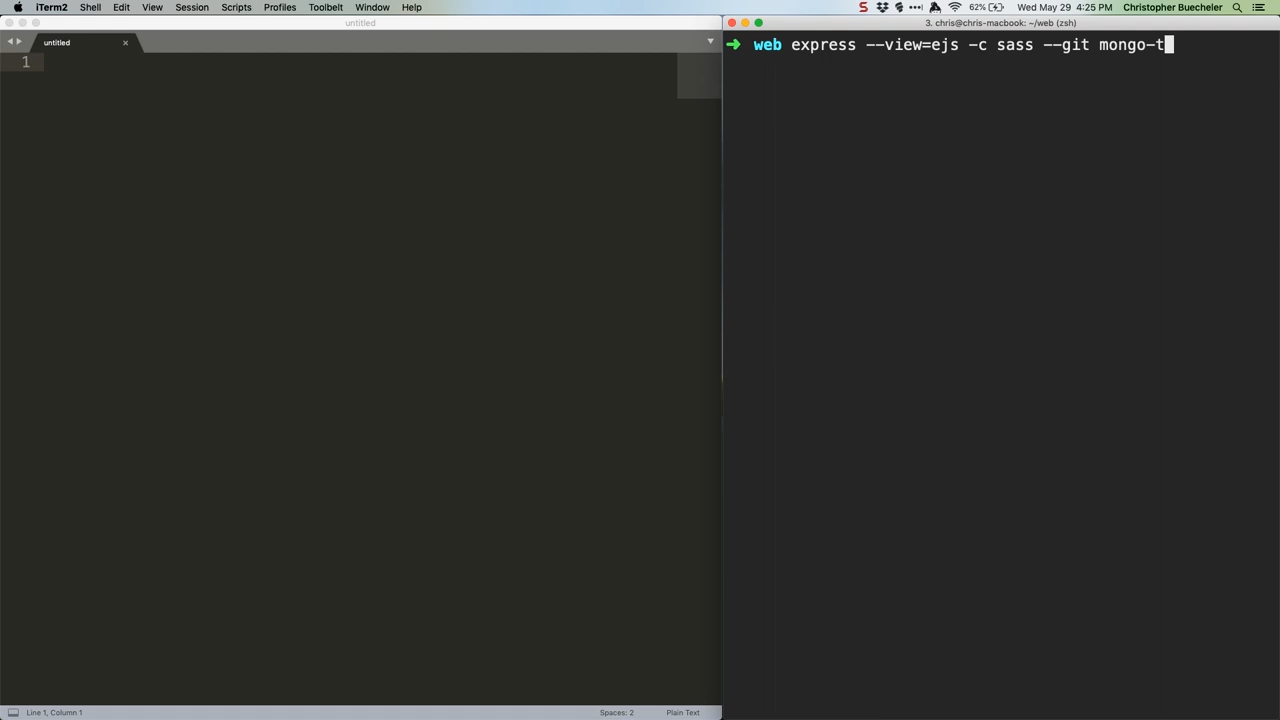 iTerm2 Shell Edit View Session Scripts Profiles Toolbelt Window Help 62% Wed May 29 4:25 PM Christopher Buecheler
untitled
3. chris@chris-macbook: ~/web (zsh)
untitled ×
➜ web express --view=ejs -c sass --git mongo-t
1
Line 1, Column 1 Spaces: 2 Plain Text